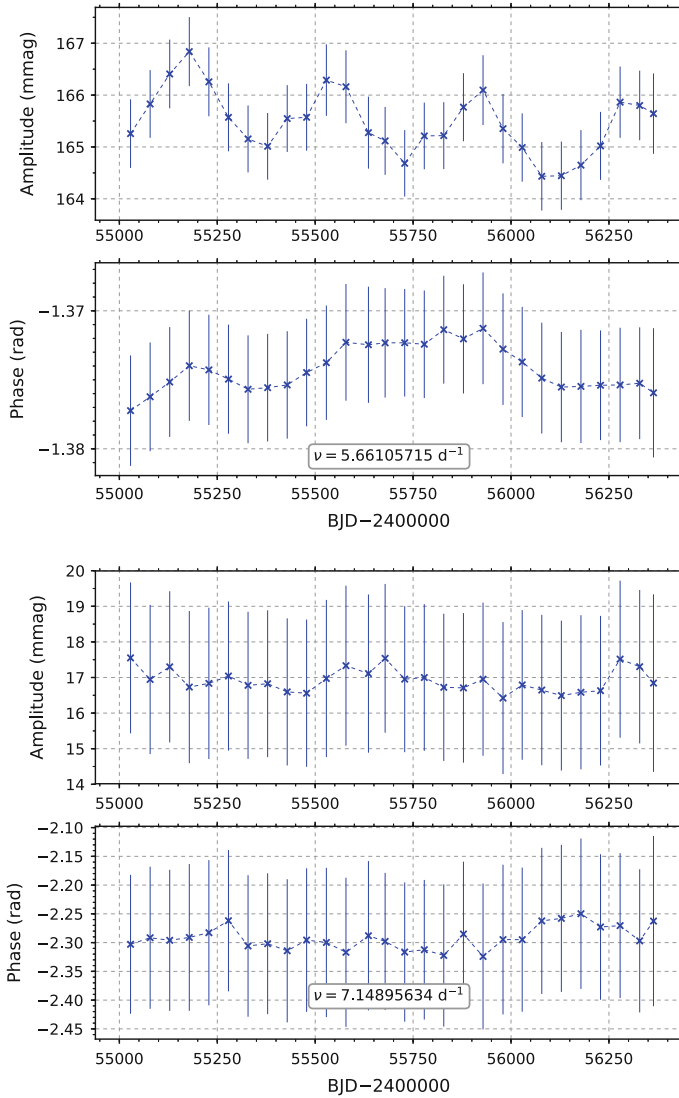 Amplitude (mmag)
167
166
165
164
55000 55250 55500 55750 56000 56250
Phase (rad)
−1.37
−1.38
ν = 5.66105715 d⁻¹
55000 55250 55500 55750 56000 56250
BJD−2400000
Amplitude (mmag)
20
19
18
17
16
15
14
55000 55250 55500 55750 56000 56250
Phase (rad)
−2.10
−2.15
−2.20
−2.25
−2.30
−2.35
−2.40
−2.45
ν = 7.14895634 d⁻¹
55000 55250 55500 55750 56000 56250
BJD−2400000